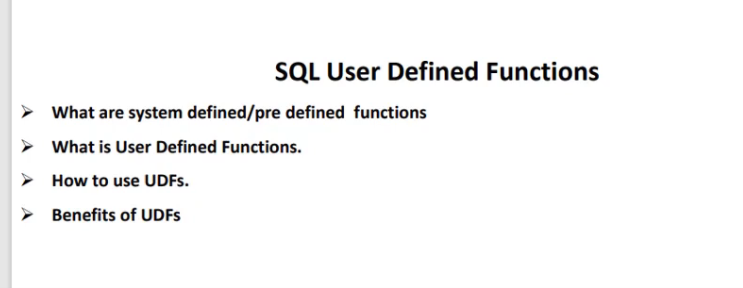 SQL User Defined Functions
➢ What are system defined/pre defined  functions
➢ What is User Defined Functions.
➢ How to use UDFs.
➢ Benefits of UDFs